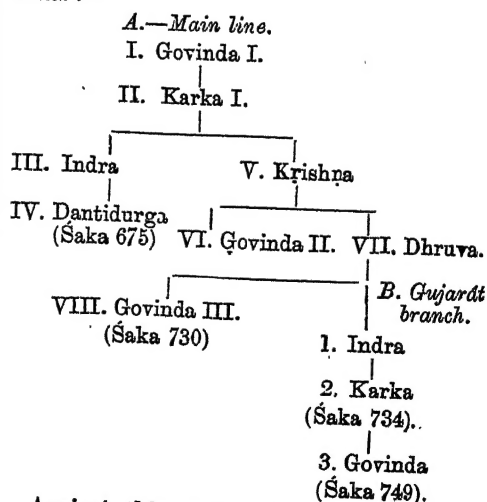 A.—Main line.
I. Govinda I.
II. Karka I.
III. Indra
V. Kṛishṇa
IV. Dantidurga
(Śaka 675)
VI. Govinda II.
VII. Dhruva.
VIII. Govinda III.
(Śaka 730)
B. Gujarât
branch.
1. Indra
2. Karka
(Śaka 734).
3. Govinda
(Śaka 749).